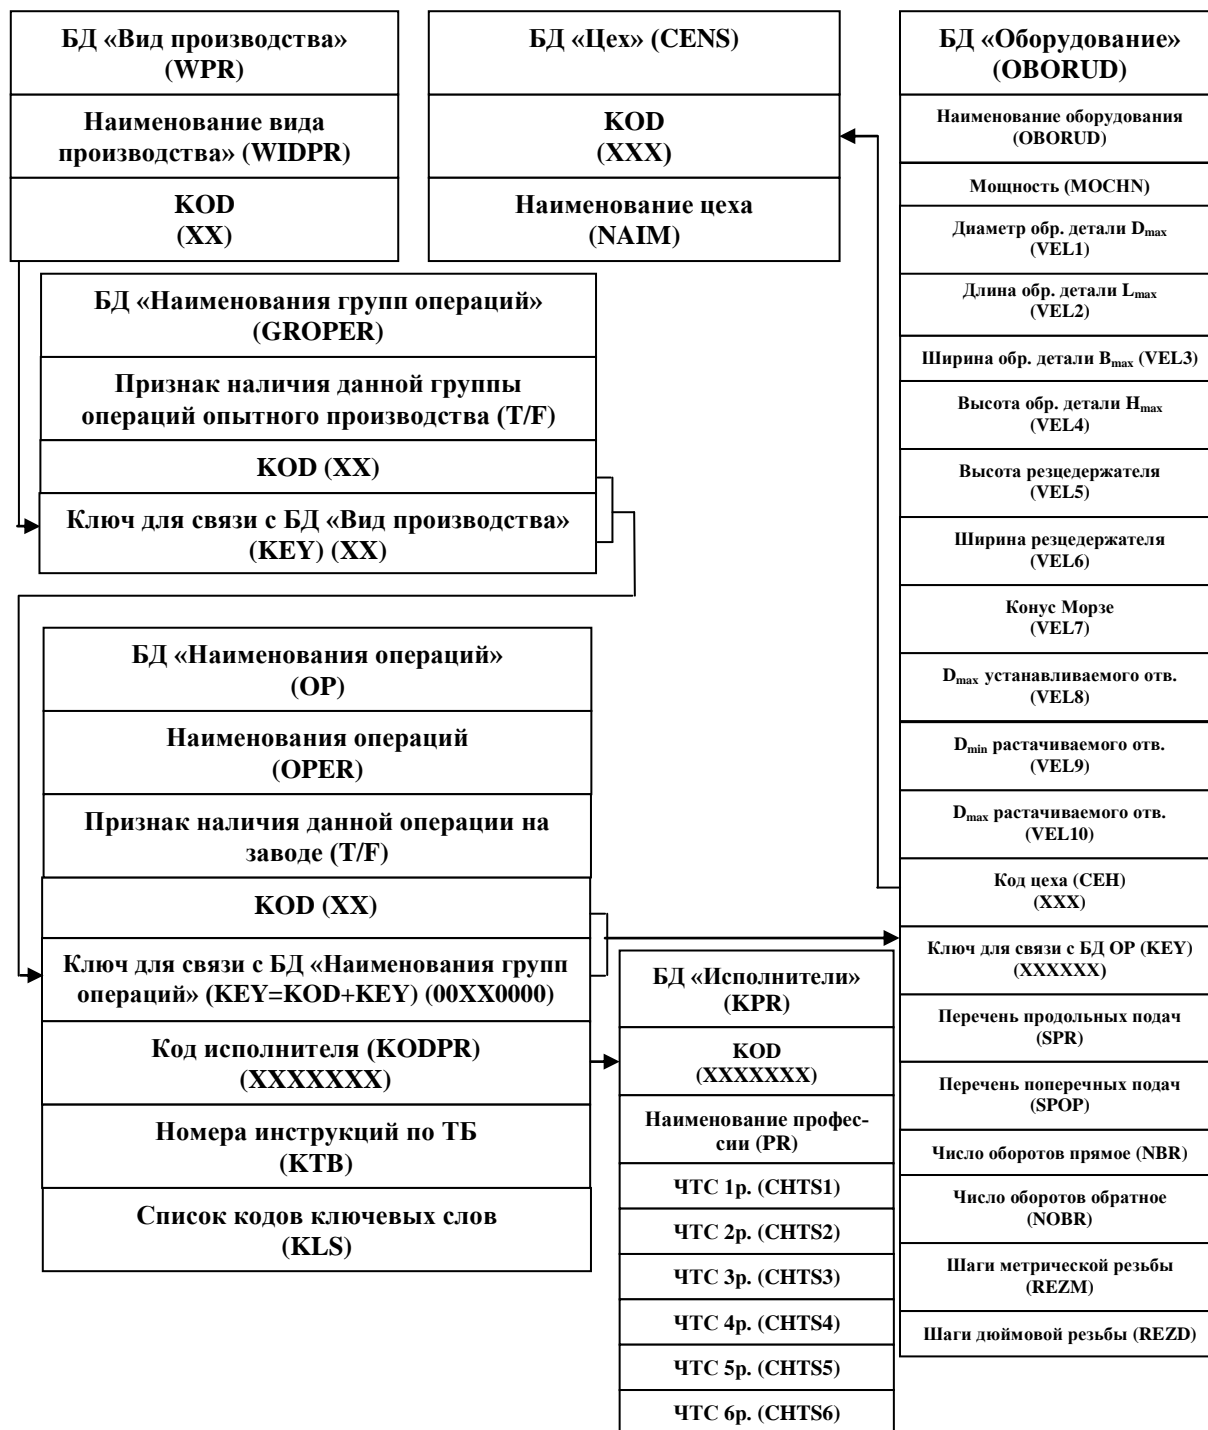 БД «Вид производства»
(WPR)
Наименование вида
производства» (WIDPR)
KOD
(XX)
БД «Цех» (CENS)
KOD
(XXX)
Наименование цеха
(NAIM)
БД «Наименования групп операций»
(GROPER)
Признак наличия данной группы
операций опытного производства (T/F)
KOD (XX)
Ключ для связи с БД «Вид производства»
(KEY) (XX)
БД «Наименования операций»
(OP)
Наименования операций
(OPER)
Признак наличия данной операции на
заводе (T/F)
KOD (XX)
Ключ для связи с БД «Наименования групп
операций» (KEY=KOD+KEY) (00XX0000)
Код исполнителя (KODPR)
(XXXXXXX)
Номера инструкций по ТБ
(KTB)
Список кодов ключевых слов
(KLS)
БД «Исполнители»
(KPR)
KOD
(XXXXXXX)
Наименование профес-
сии (PR)
ЧТС 1р. (CHTS1)
ЧТС 2р. (CHTS2)
ЧТС 3р. (CHTS3)
ЧТС 4р. (CHTS4)
ЧТС 5р. (CHTS5)
ЧТС 6р. (CHTS6)
БД «Оборудование»
(OBORUD)
Наименование оборудования
(OBORUD)
Мощность (MOCHN)
Диаметр обр. детали Dmax
(VEL1)
Длина обр. детали Lmax
(VEL2)
Ширина обр. детали Bmax (VEL3)
Высота обр. детали Hmax
(VEL4)
Высота резцедержателя
(VEL5)
Ширина резцедержателя
(VEL6)
Конус Морзе
(VEL7)
Dmax устанавливаемого отв.
(VEL8)
Dmin растачиваемого отв.
(VEL9)
Dmax растачиваемого отв.
(VEL10)
Код цеха (CEH)
(XXX)
Ключ для связи с БД OP (KEY)
(XXXXXX)
Перечень продольных подач
(SPR)
Перечень поперечных подач
(SPOP)
Число оборотов прямое (NBR)
Число оборотов обратное
(NOBR)
Шаги метрической резьбы
(REZM)
Шаги дюймовой резьбы (REZD)